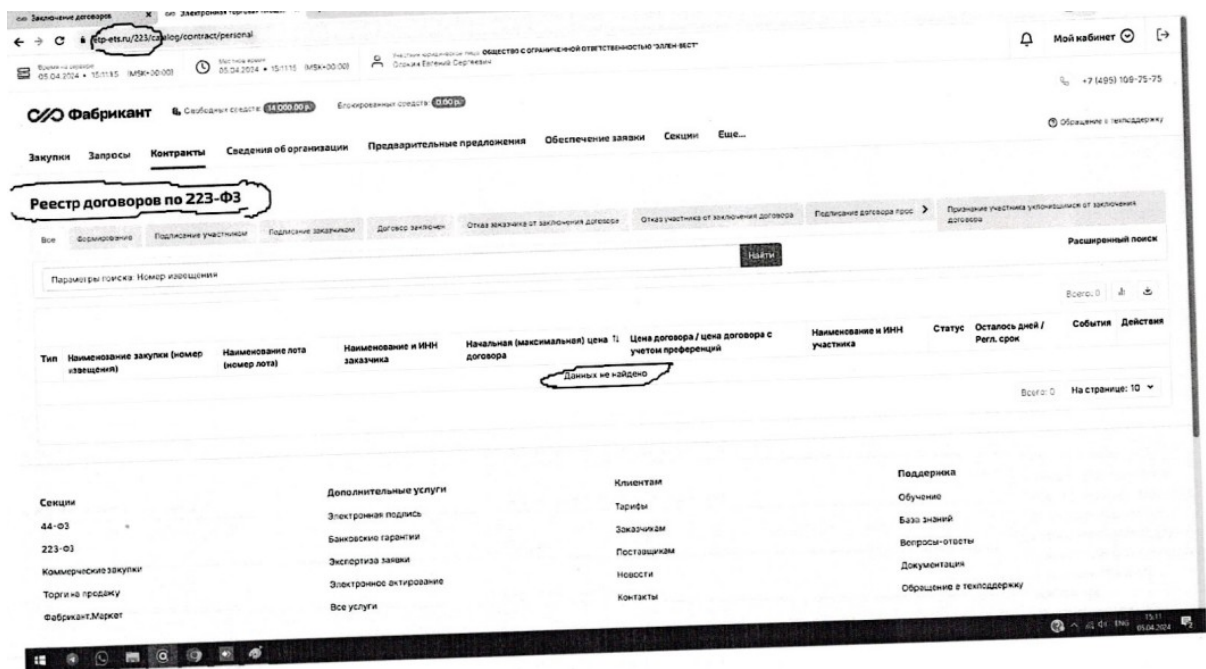 Заключение договоров
Электронная торговая
etp-ets.ru/223/catalog/contract/personal
Время на сервере
05.04.2024 • 15:11:15 (MSK+00:00)
Местное время
05.04.2024 • 15:11:15 (MSK+00:00)
ОБЩЕСТВО С ОГРАНИЧЕННОЙ ОТВЕТСТВЕННОСТЬЮ "ЭЛЛЕН-ВЕСТ"
Евгений Сергеевич
Мой кабинет
+7 (495) 109-75-75
Фабрикант
Свободных средств: 14 000.00 р.
Блокированных средств: 0.00 р.
Обращение в техподдержку
Закупки Запросы Контракты Сведения об организации Предварительные предложения Обеспечение заявки Секции Еще...
Реестр договоров по 223-ФЗ
Все Формирование Подписание участником Подписание заказчиком Договор заключен Отказ заказчика от заключения договора Отказ участника от заключения договора Подписание договора прос Признание участника уклонившимся от заключения
договора
Расширенный поиск
Параметры поиска: Номер извещения
Найти
Всего: 0
Тип
Наименование закупки (номер
извещения)
Наименование лота
(номер лота)
Наименование и ИНН
заказчика
Начальная (максимальная) цена
договора
Цена договора / цена договора с
учетом преференций
Наименование и ИНН
участника
Статус
Осталось дней /
Регл. срок
События
Действия
Данных не найдено
Всего: 0
На странице: 10
Секции
44-ФЗ
223-ФЗ
Коммерческие закупки
Торги на продажу
Фабрикант.Маркет
Дополнительные услуги
Электронная подпись
Банковские гарантии
Экспертиза заявки
Электронное актирование
Все услуги
Клиентам
Тарифы
Заказчикам
Поставщикам
Новости
Контакты
Поддержка
Обучение
База знаний
Вопросы-ответы
Документация
Обращение в техподдержку
ENG
15:11
05.04.2024